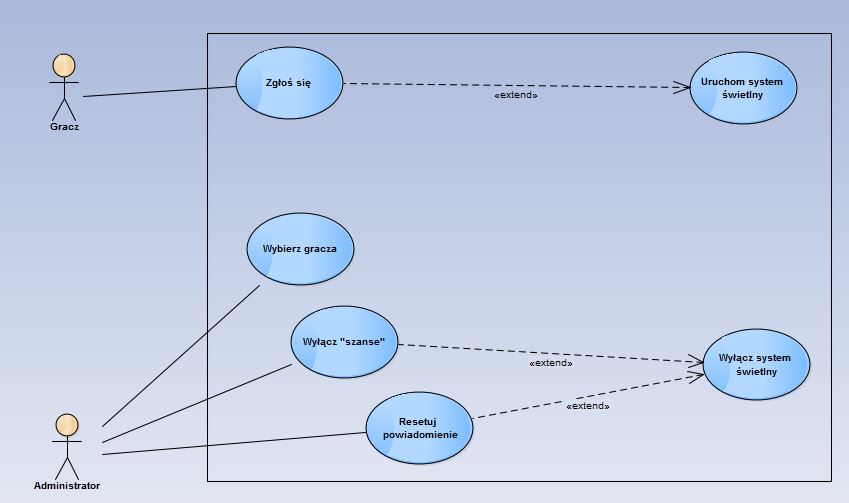 Zgłoś się
Uruchom system
świetlny
«extend»
Gracz
Wybierz gracza
Wyłącz "szanse"
Wyłącz system
świetlny
«extend»
«extend»
Resetuj
powiadomienie
Administrator